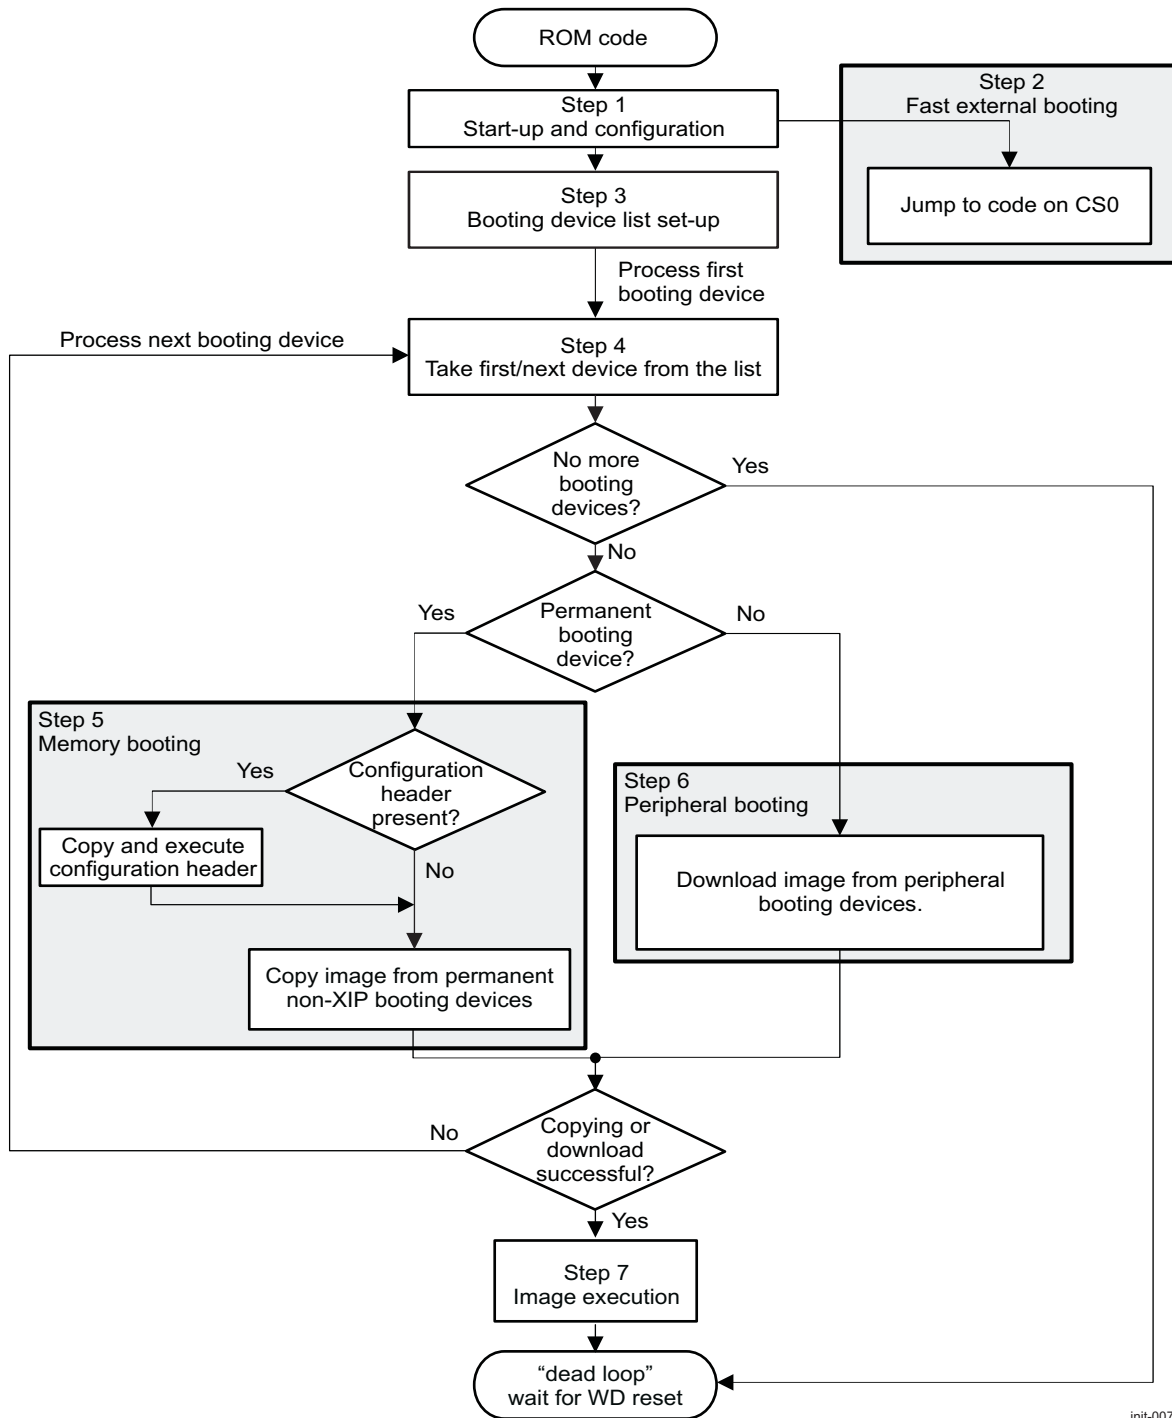 ROM code
Step 1
Start-up and configuration
Step 2
Fast external booting
Jump to code on CS0
Step 3
Booting device list set-up
Process first
booting device
Process next booting device
Step 4
Take first/next device from the list
No more
booting
devices?
Yes
No
Permanent
booting
device?
Yes
No
Step 5
Memory booting
Yes
Configuration
header
present?
Copy and execute
configuration header
No
Copy image from permanent
non-XIP booting devices
Step 6
Peripheral booting
Download image from peripheral
booting devices.
Copying or
download
successful?
No
Yes
Step 7
Image execution
“dead loop”
wait for WD reset
init-007